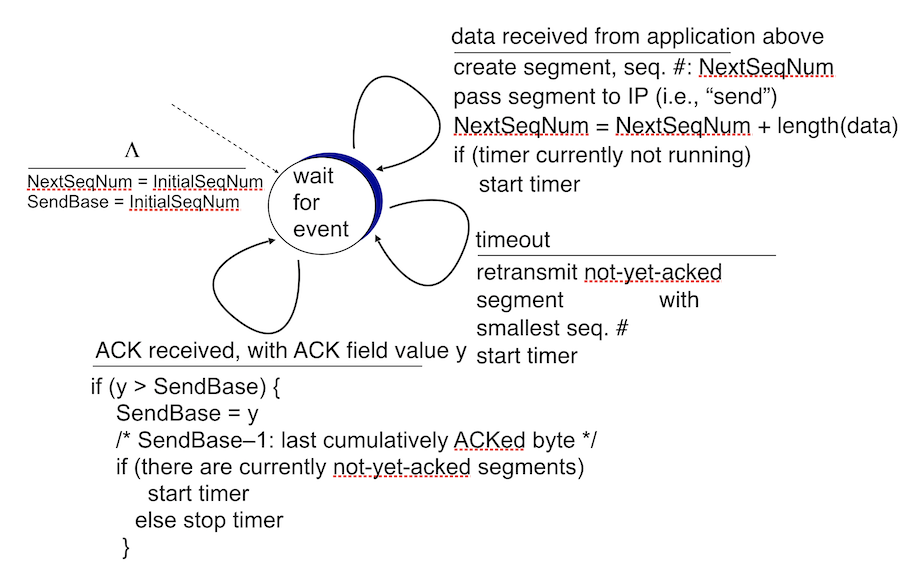 data received from application above
create segment, seq. #: NextSeqNum
pass segment to IP (i.e., “send”)
NextSeqNum = NextSeqNum + length(data)
if (timer currently not running)
start timer
Λ
NextSeqNum = InitialSeqNum
SendBase = InitialSeqNum
wait
for
event
timeout
retransmit not-yet-acked
segment with
smallest seq. #
start timer
ACK received, with ACK field value y
if (y > SendBase) {
SendBase = y
/* SendBase–1: last cumulatively ACKed byte */
if (there are currently not-yet-acked segments)
start timer
else stop timer
}